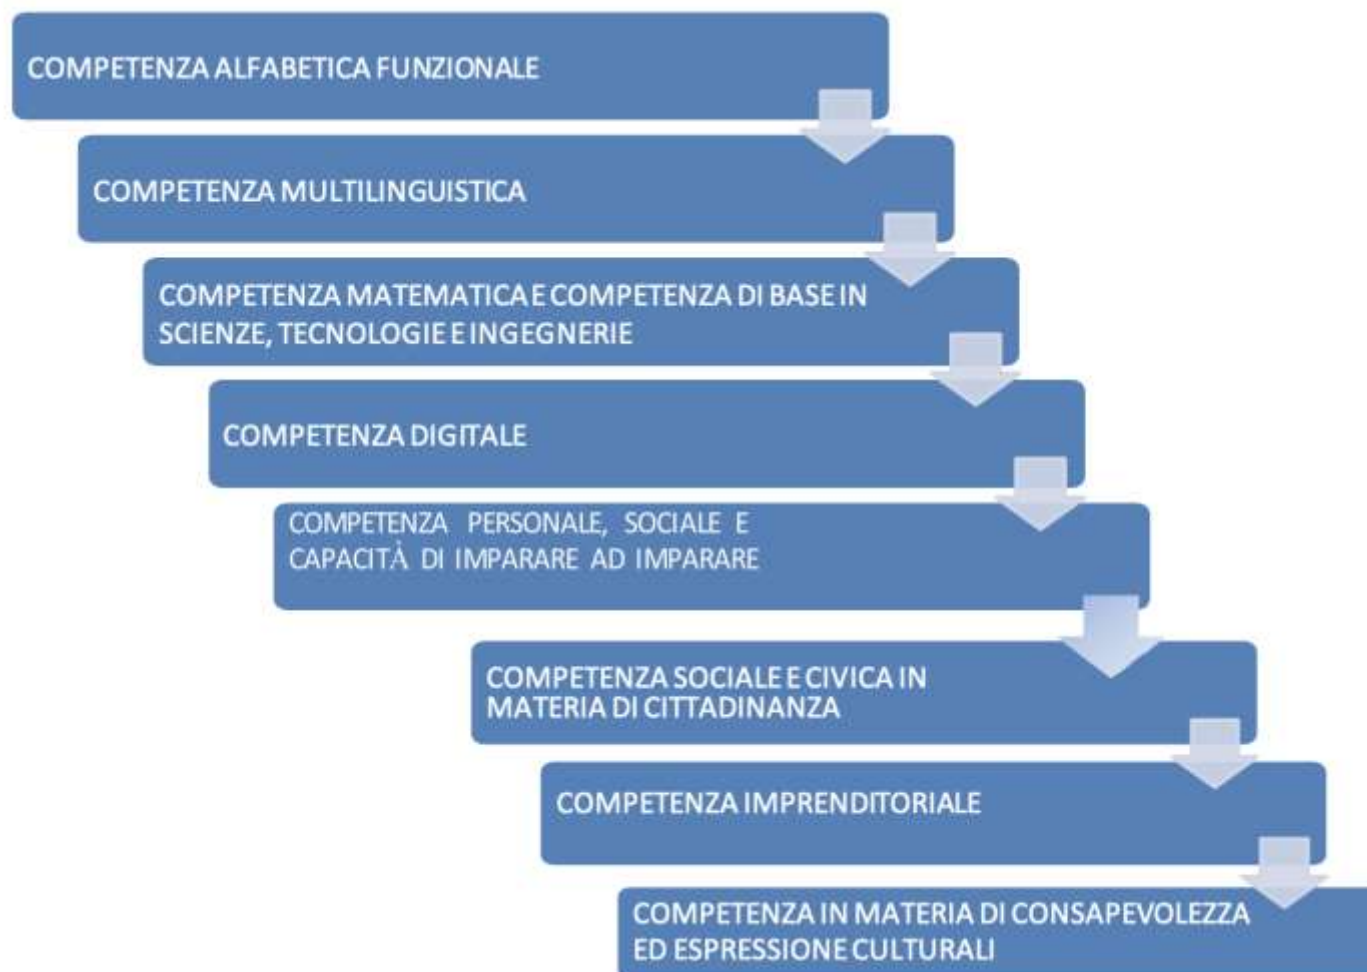 COMPETENZA ALFABETICA FUNZIONALE
COMPETENZA MULTILINGUISTICA
COMPETENZA MATEMATICA E COMPETENZA DI BASE IN
SCIENZE, TECNOLOGIE E INGEGNERIE
COMPETENZA DIGITALE
COMPETENZA PERSONALE, SOCIALE E
CAPACITÀ DI IMPARARE AD IMPARARE
COMPETENZA SOCIALE E CIVICA IN
MATERIA DI CITTADINANZA
COMPETENZA IMPRENDITORIALE
COMPETENZA IN MATERIA DI CONSAPEVOLEZZA
ED ESPRESSIONE CULTURALI